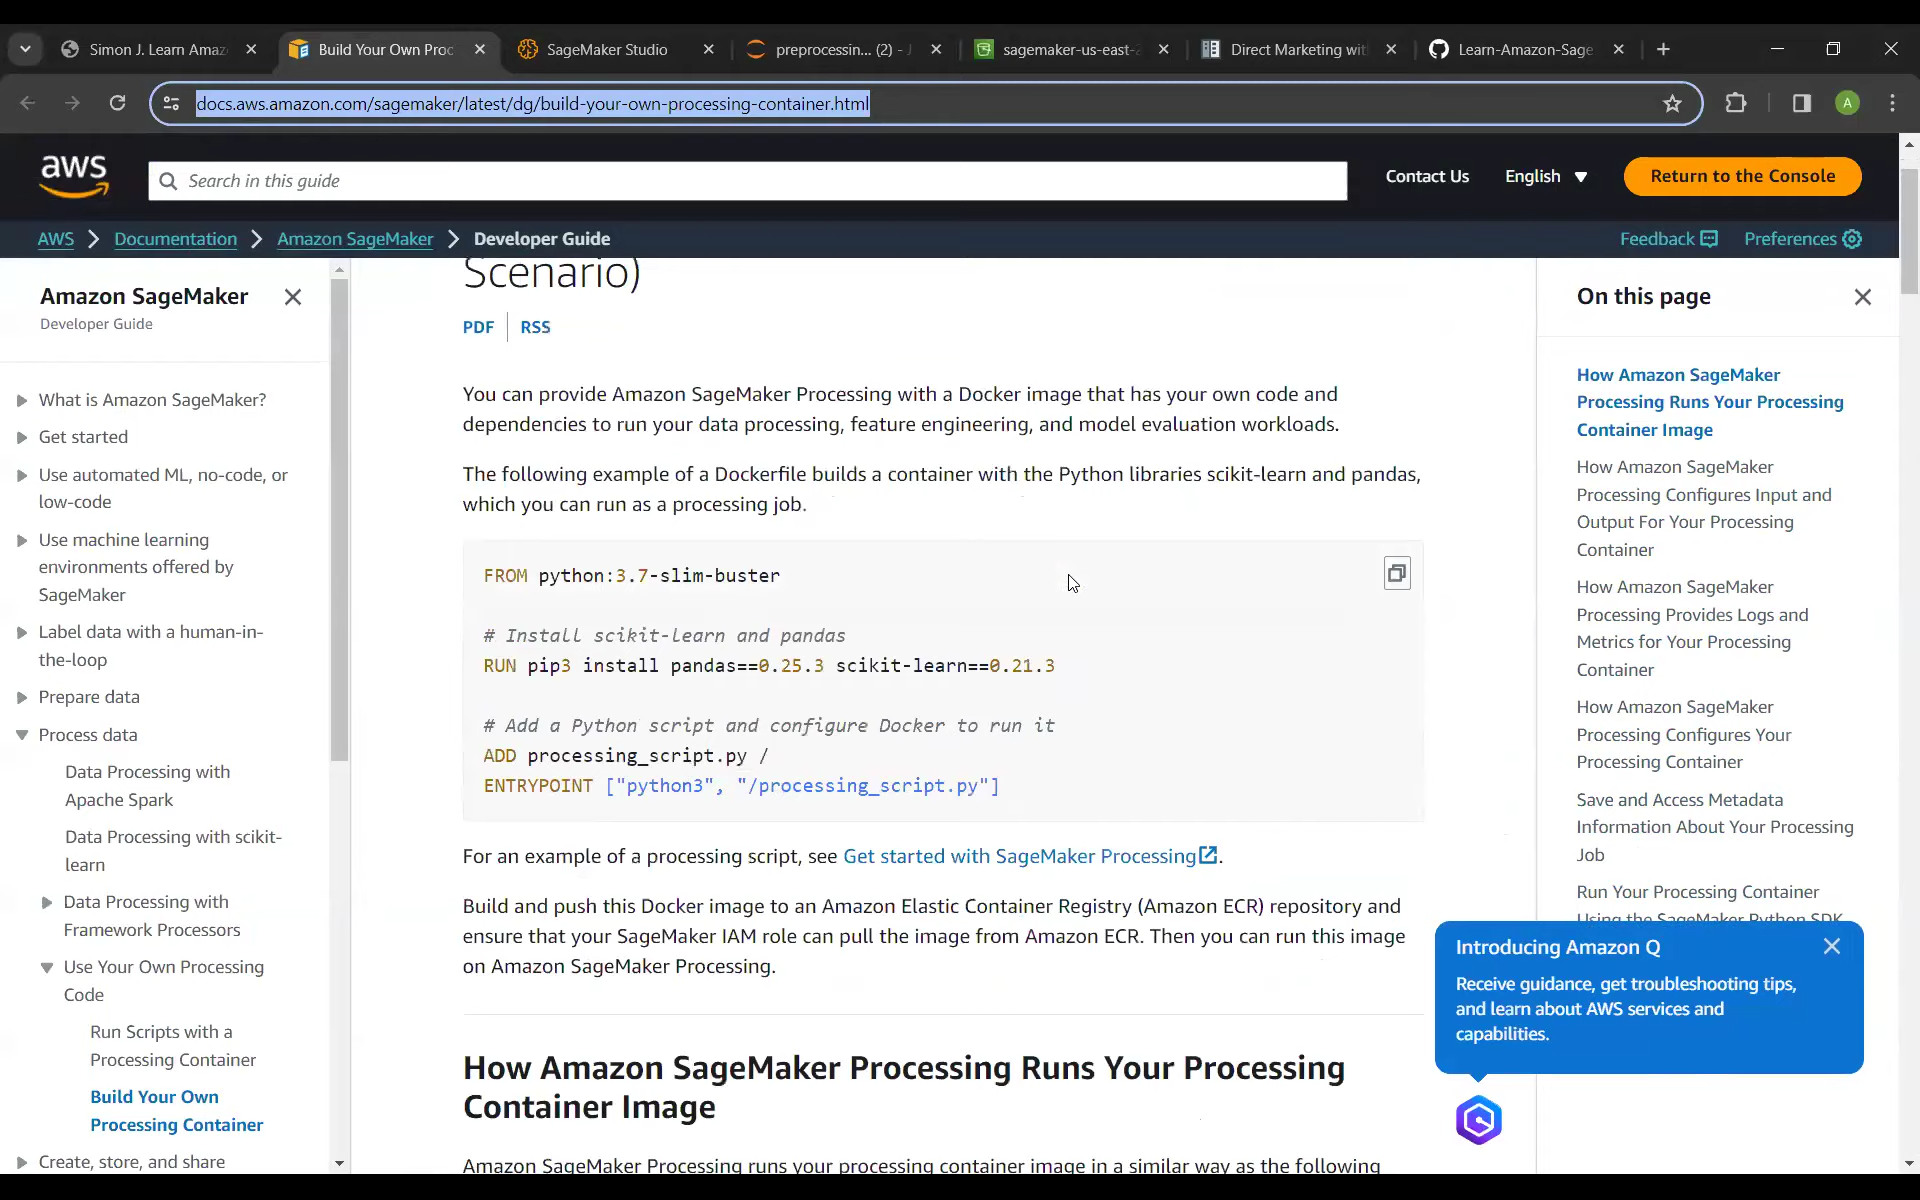 Simon J. Learn Amaz
Build Your Own Proc
SageMaker Studio
preprocessin... (2) - J
sagemaker-us-east-2
Direct Marketing wit
Learn-Amazon-Sage
docs.aws.amazon.com/sagemaker/latest/dg/build-your-own-processing-container.html
A
aws
Search in this guide
Contact Us
English
Return to the Console
AWS
Documentation
Amazon SageMaker
Developer Guide
Feedback
Preferences
Amazon SageMaker
Developer Guide
What is Amazon SageMaker?
Get started
Use automated ML, no-code, or
low-code
Use machine learning
environments offered by
SageMaker
Label data with a human-in-
the-loop
Prepare data
Process data
Data Processing with
Apache Spark
Data Processing with scikit-
learn
Data Processing with
Framework Processors
Use Your Own Processing
Code
Run Scripts with a
Processing Container
Build Your Own
Processing Container
Create, store, and share
Scenario)
PDF
RSS
You can provide Amazon SageMaker Processing with a Docker image that has your own code and
dependencies to run your data processing, feature engineering, and model evaluation workloads.
The following example of a Dockerfile builds a container with the Python libraries scikit-learn and pandas,
which you can run as a processing job.
FROM python:3.7-slim-buster
# Install scikit-learn and pandas
RUN pip3 install pandas==0.25.3 scikit-learn==0.21.3
# Add a Python script and configure Docker to run it
ADD processing_script.py /
ENTRYPOINT ["python3", "/processing_script.py"]
For an example of a processing script, see Get started with SageMaker Processing.
Build and push this Docker image to an Amazon Elastic Container Registry (Amazon ECR) repository and
ensure that your SageMaker IAM role can pull the image from Amazon ECR. Then you can run this image
on Amazon SageMaker Processing.
How Amazon SageMaker Processing Runs Your Processing
Container Image
Amazon SageMaker Processing runs your processing container image in a similar way as the following
On this page
How Amazon SageMaker
Processing Runs Your Processing
Container Image
How Amazon SageMaker
Processing Configures Input and
Output For Your Processing
Container
How Amazon SageMaker
Processing Provides Logs and
Metrics for Your Processing
Container
How Amazon SageMaker
Processing Configures Your
Processing Container
Save and Access Metadata
Information About Your Processing
Job
Run Your Processing Container
Using the SageMaker Python SDK
Introducing Amazon Q
Receive guidance, get troubleshooting tips,
and learn about AWS services and
capabilities.